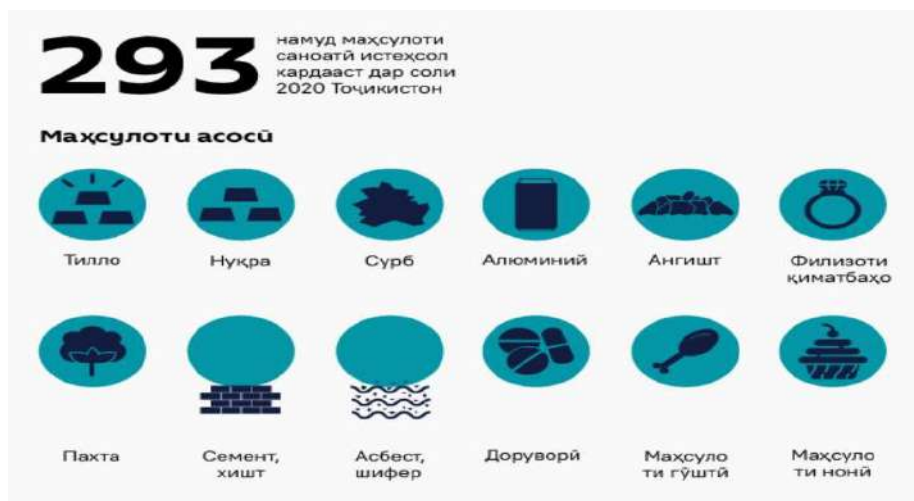 293
намуд маҳсулоти
саноатӣ истеҳсол
кардааст дар соли
2020 Тоҷикистон
Маҳсулоти асосӣ
Тилло
Нуқра
Сурб
Алюминий
Ангишт
Филизоти
қиматбаҳо
Пахта
Семент,
хишт
Асбест,
шифер
Доруворӣ
Маҳсуло
ти гӯштӣ
Маҳсуло
ти нонӣ